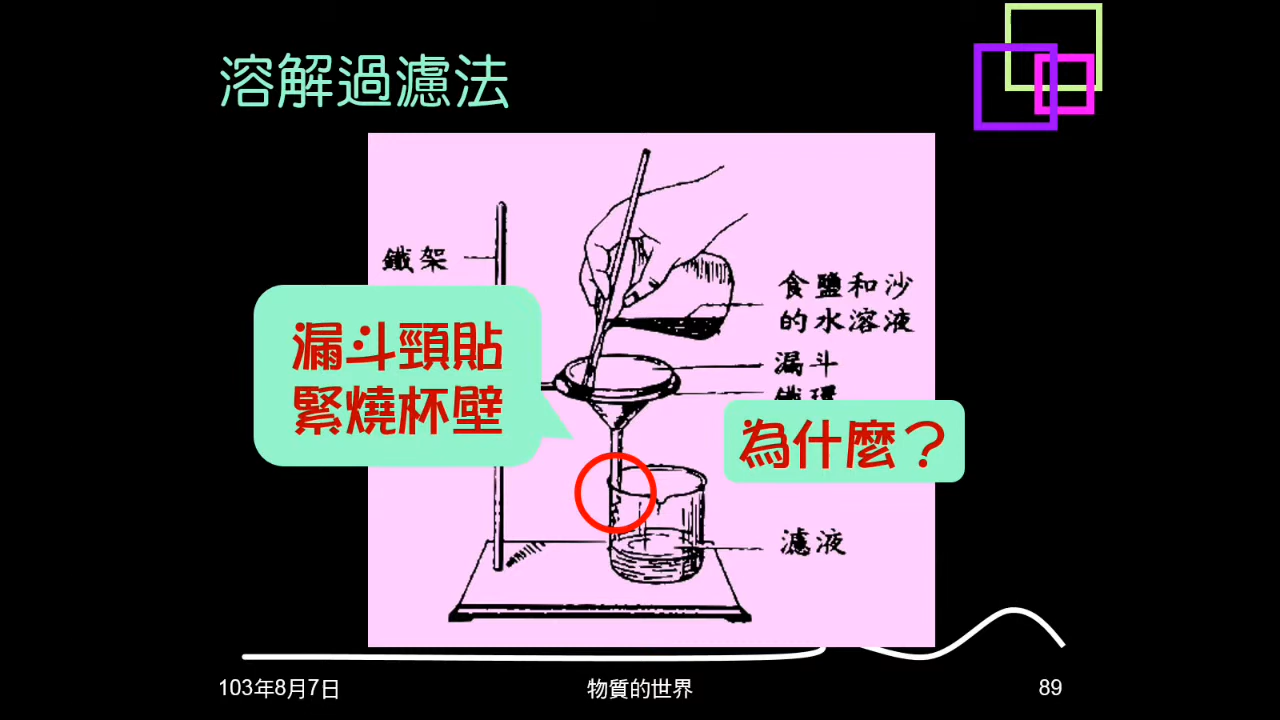 溶解過濾法
鐵架
食鹽和沙
的水溶液
漏斗頸貼
緊燒杯壁
漏斗
為什麼？
濾液
103年8月7日
物質的世界
89